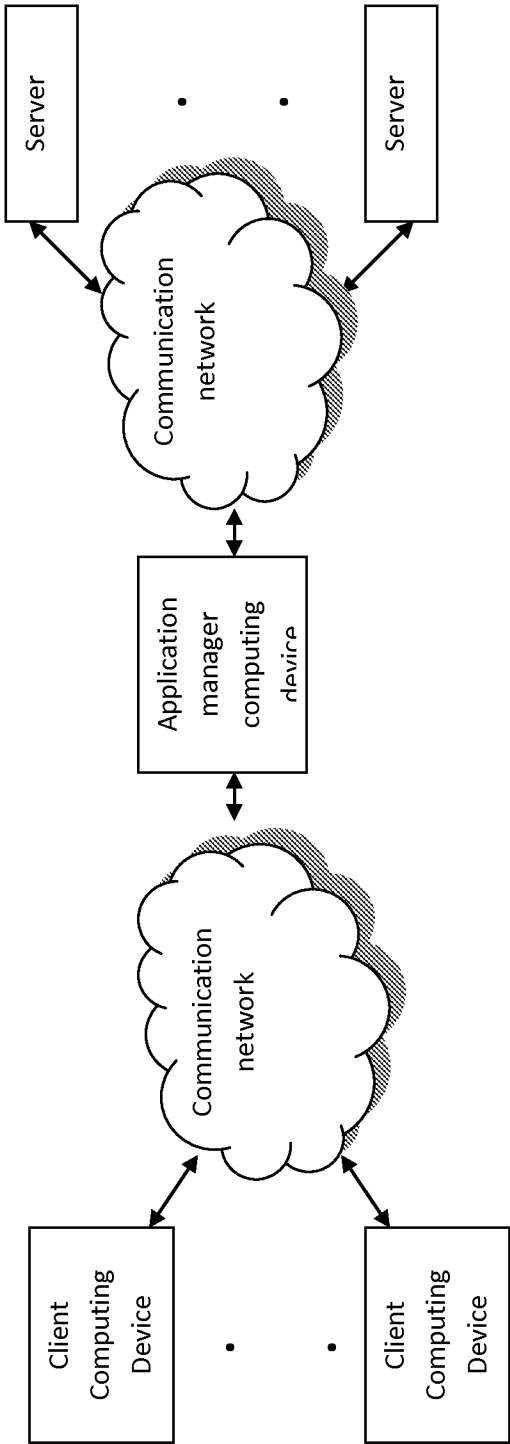 Client
Computing
Device
Client
Computing
Device
Communication
network
Application
manager
computing
device
Communication
network
Server
Server